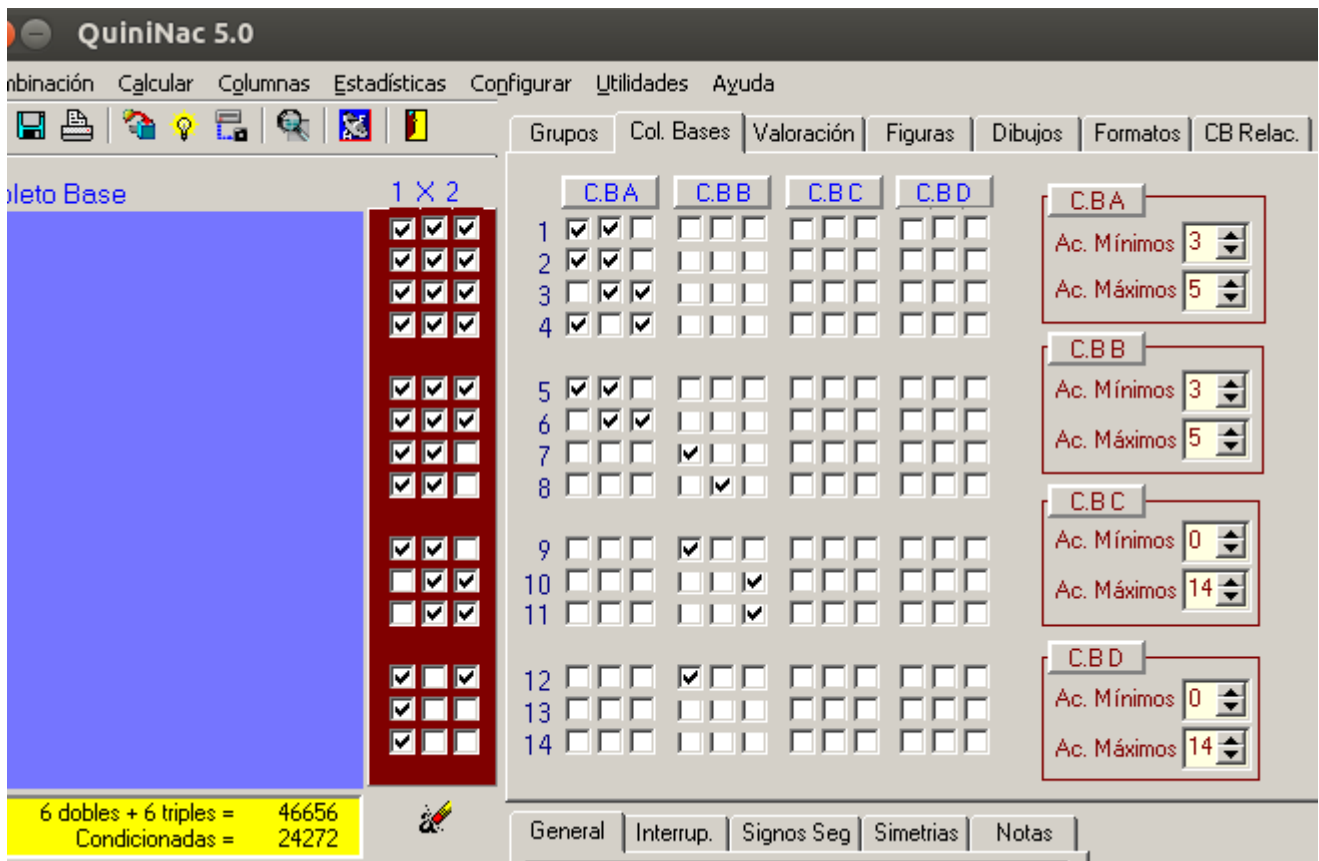 QuiniNac 5.0
mbinación Calcular Columnas Estadísticas Configurar Utilidades Ayuda
Grupos Col. Bases Valoración Figuras Dibujos Formatos CB Relac.
pleto Base 1 X 2
C.B A C.B B C.B C C.B D
1
2
3
4
5
6
7
8
9
10
11
12
13
14
C.B A
Ac. Mínimos 3
Ac. Máximos 5
C.B B
Ac. Mínimos 3
Ac. Máximos 5
C.B C
Ac. Mínimos 0
Ac. Máximos 14
C.B D
Ac. Mínimos 0
Ac. Máximos 14
6 dobles + 6 triples = 46656
Condicionadas = 24272
General Interrup. Signos Seg Simetrias Notas